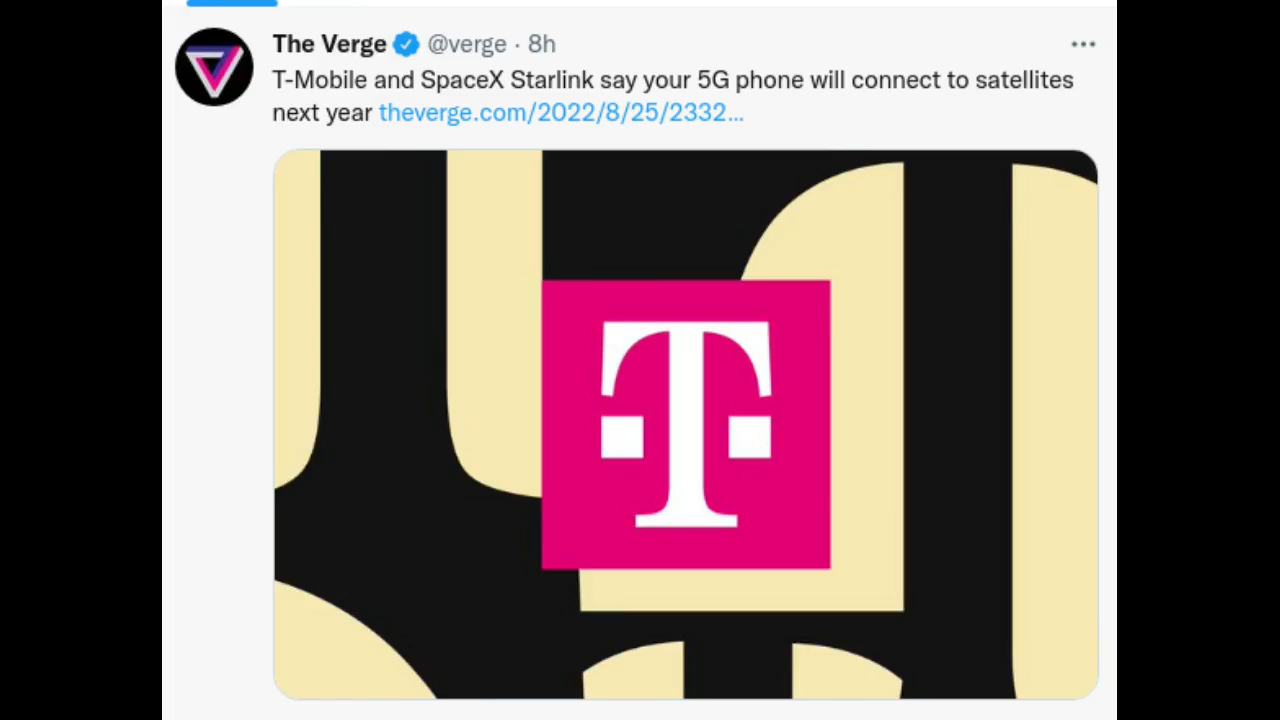 The Verge @verge · 8h
T-Mobile and SpaceX Starlink say your 5G phone will connect to satellites
next year theverge.com/2022/8/25/2332...
T